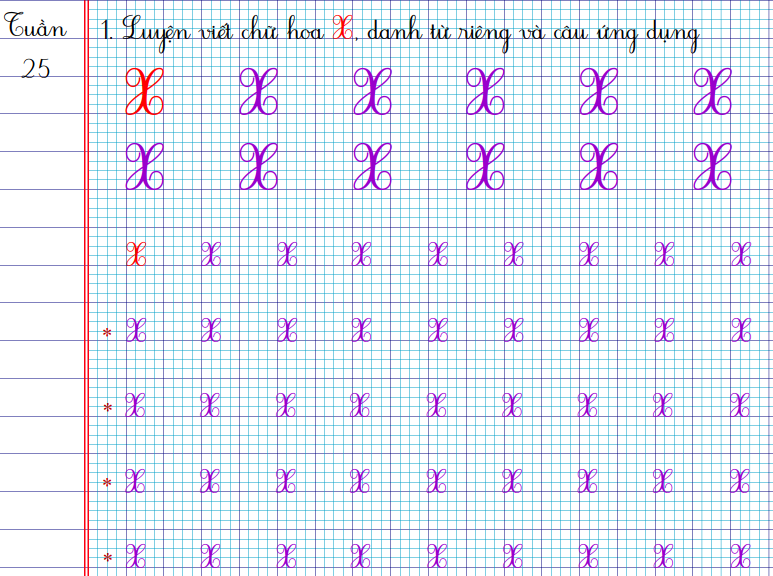 Tuần
25
1. Luyện viết chữ hoa X, danh từ riêng và câu ứng dụng
X X X X X X
X X X X X X
X X X X X X X X X
* X X X X X X X X X
* X X X X X X X X X
* X X X X X X X X X
* X X X X X X X X X